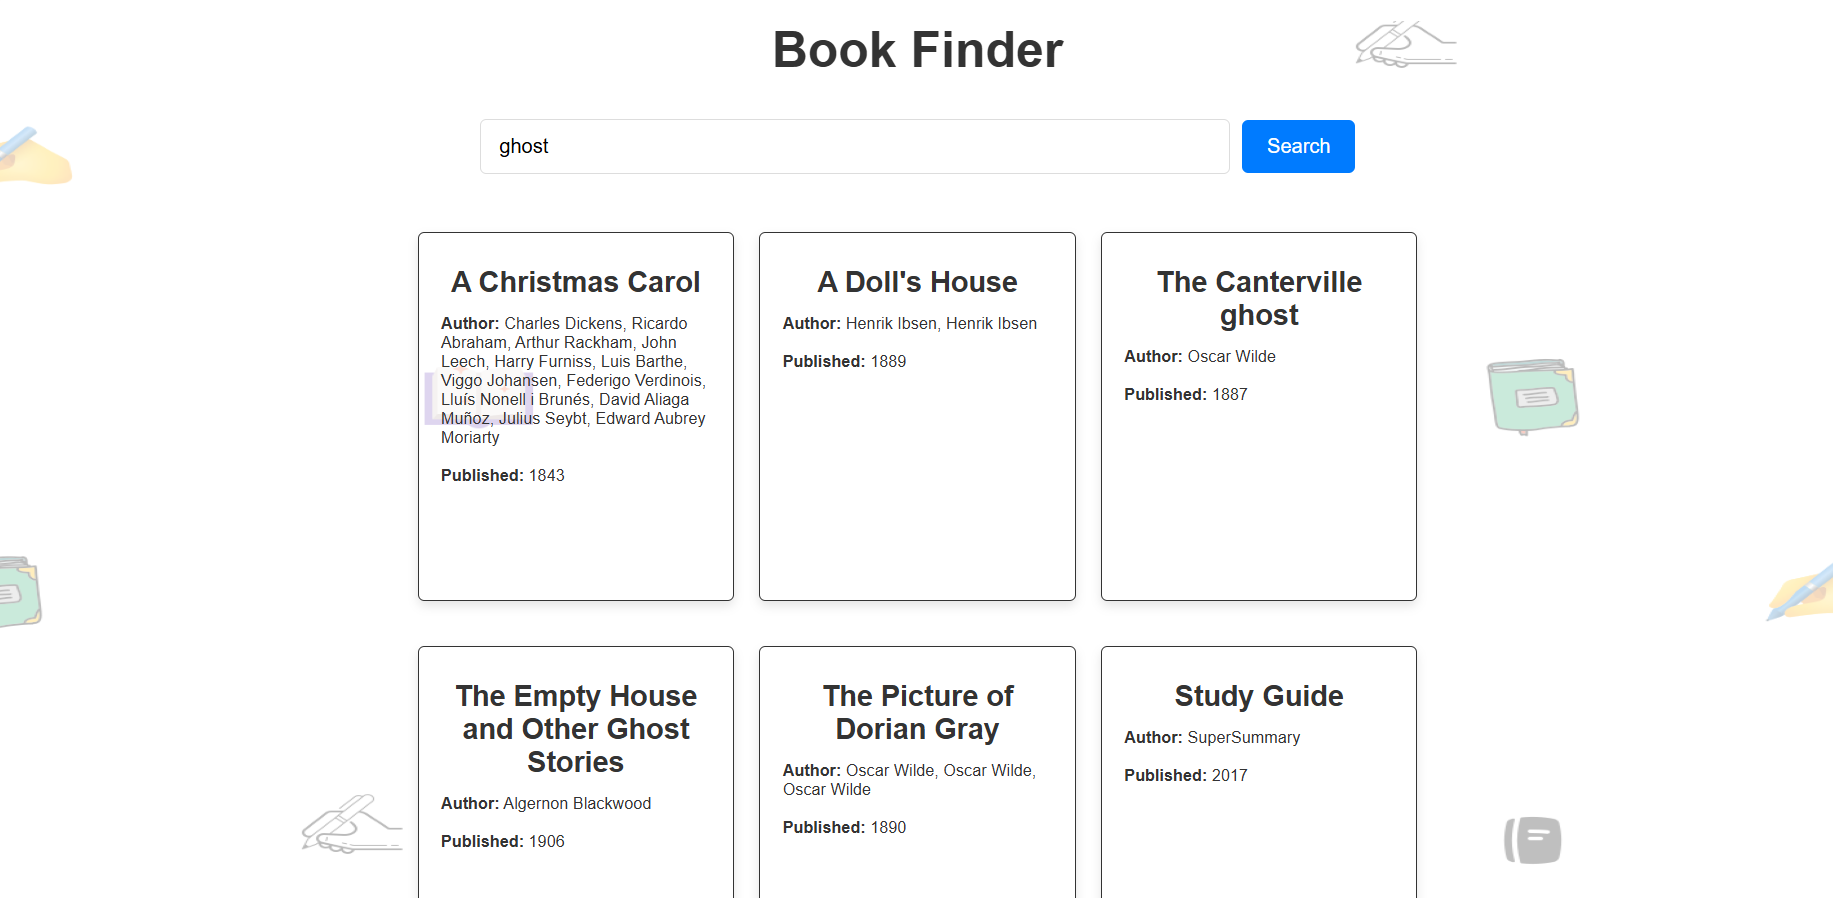 Book Finder
ghost
Search
A Christmas Carol
Author: Charles Dickens, Ricardo
Abraham, Arthur Rackham, John
Leech, Harry Furniss, Luis Barthe,
Viggo Johansen, Federigo Verdinois,
Lluís Nonell i Brunés, David Aliaga
Muñoz, Julius Seybt, Edward Aubrey
Moriarty
Published: 1843
A Doll's House
Author: Henrik Ibsen, Henrik Ibsen
Published: 1889
The Canterville
ghost
Author: Oscar Wilde
Published: 1887
The Empty House
and Other Ghost
Stories
Author: Algernon Blackwood
Published: 1906
The Picture of
Dorian Gray
Author: Oscar Wilde, Oscar Wilde,
Oscar Wilde
Published: 1890
Study Guide
Author: SuperSummary
Published: 2017